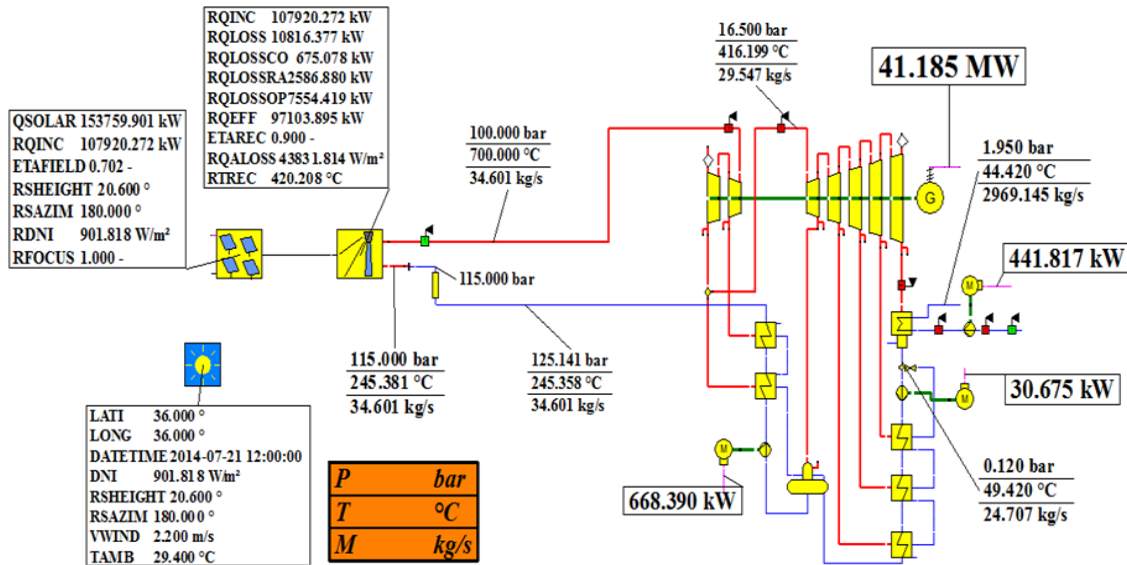 RQINC 107920.272 kW
RQLOSS 10816.377 kW
RQLOSSCO 675.078 kW
RQLOSSRA2586.880 kW
RQLOSSOP7554.419 kW
RQEFF 97103.895 kW
ETAREC 0.900 -
RQALOSS 43831.814 W/m²
RTREC 420.208 °C
QSOLAR 153759.901 kW
RQINC 107920.272 kW
ETAFIELD 0.702 -
RSHEIGHT 20.600 °
RSAZIM 180.000 °
RDNI 901.818 W/m²
RFOCUS 1.000 -
100.000 bar
700.000 °C
34.601 kg/s
16.500 bar
416.199 °C
29.547 kg/s
41.185 MW
G
1.950 bar
44.420 °C
2969.145 kg/s
M
441.817 kW
115.000 bar
115.000 bar
245.381 °C
34.601 kg/s
125.141 bar
245.358 °C
34.601 kg/s
M
30.675 kW
0.120 bar
49.420 °C
24.707 kg/s
M
668.390 kW
LATI 36.000 °
LONG 36.000 °
DATETIME 2014-07-21 12:00:00
DNI 901.818 W/m²
RSHEIGHT 20.600 °
RSAZIM 180.000 °
VWIND 2.200 m/s
TAMB 29.400 °C
P bar
T °C
M kg/s